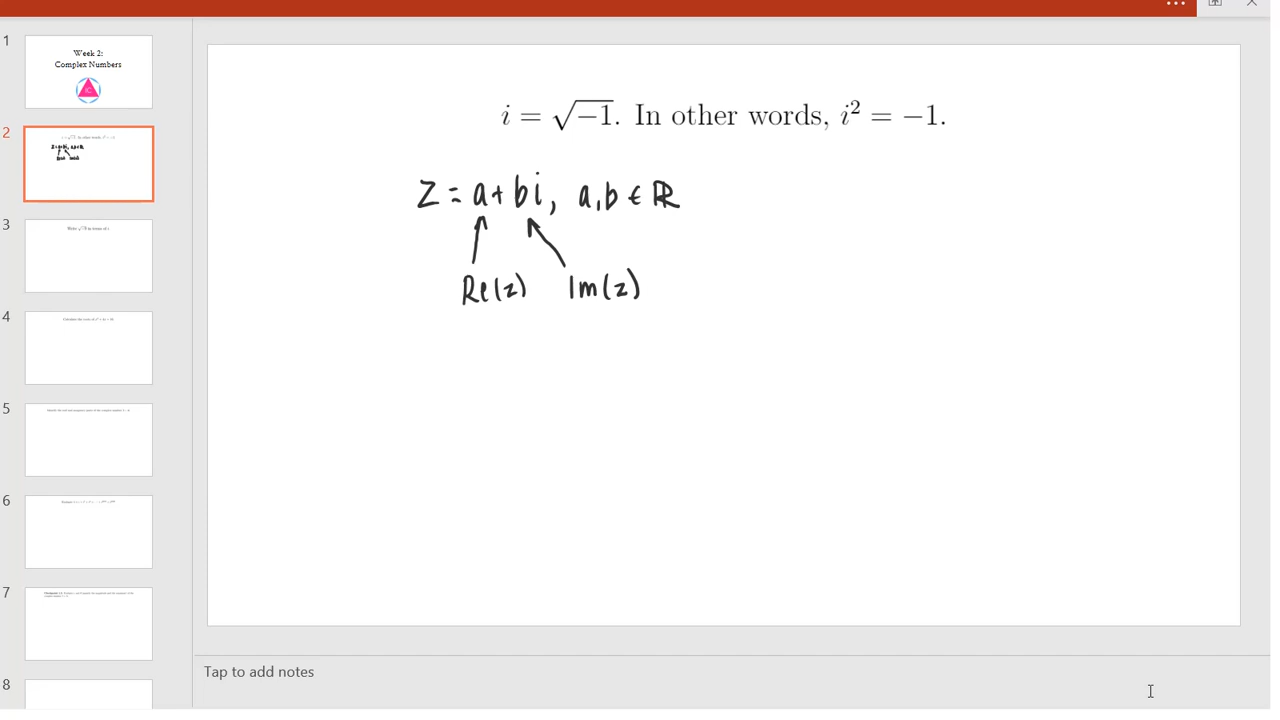 1
Week 2:
Complex Numbers
2
3
4
5
6
7
8
i = √−1. In other words, i² = −1.
Z = a + bi, a,b ∈ ℝ
Re(z) Im(z)
Tap to add notes